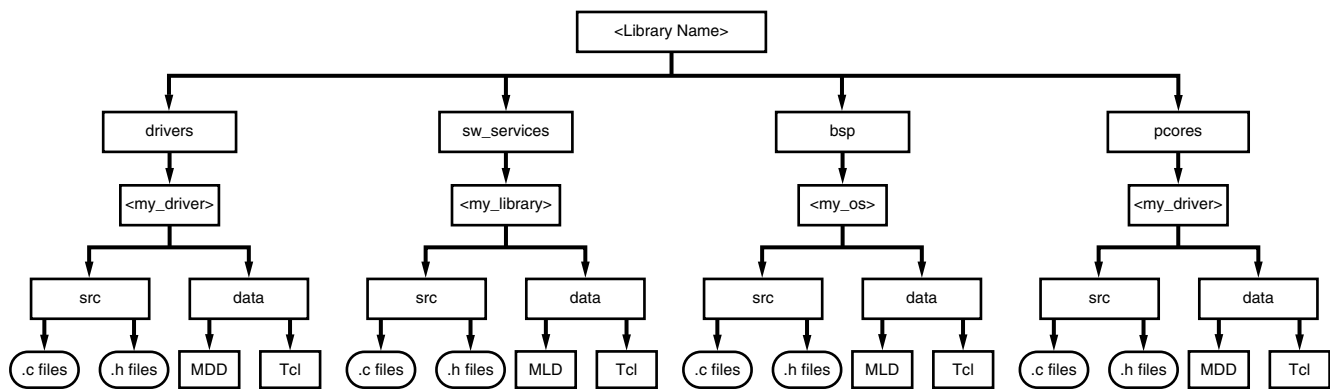 <Library Name>
drivers
sw_services
bsp
pcores
<my_driver>
<my_library>
<my_os>
<my_driver>
src
data
src
data
src
data
src
data
.c files
.h files
MDD
Tcl
.c files
.h files
MLD
Tcl
.c files
.h files
MLD
Tcl
.c files
.h files
MDD
Tcl